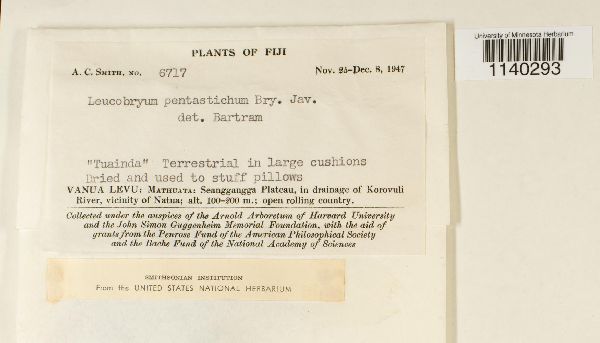 PLANTS OF FIJI
A. C. Smith, no. 6717 Nov. 25-Dec. 8, 1947
Leucobryum pentastichum Bry. Jav.
det. Bartram
"Tuainda" Terrestrial in large cushions
Dried and used to stuff pillows
VANUA LEVU: Mathuata: Seanggangga Plateau, in drainage of Korovuli
River, vicinity of Natua; alt. 100-200 m.; open rolling country.
Collected under the auspices of the Arnold Arboretum of Harvard University
and the John Simon Guggenheim Memorial Foundation, with the aid of
grants from the Penrose Fund of the American Philosophical Society
and the Bache Fund of the National Academy of Sciences
SMITHSONIAN INSTITUTION
From the UNITED STATES NATIONAL HERBARIUM
University of Minnesota Herbarium
1140293